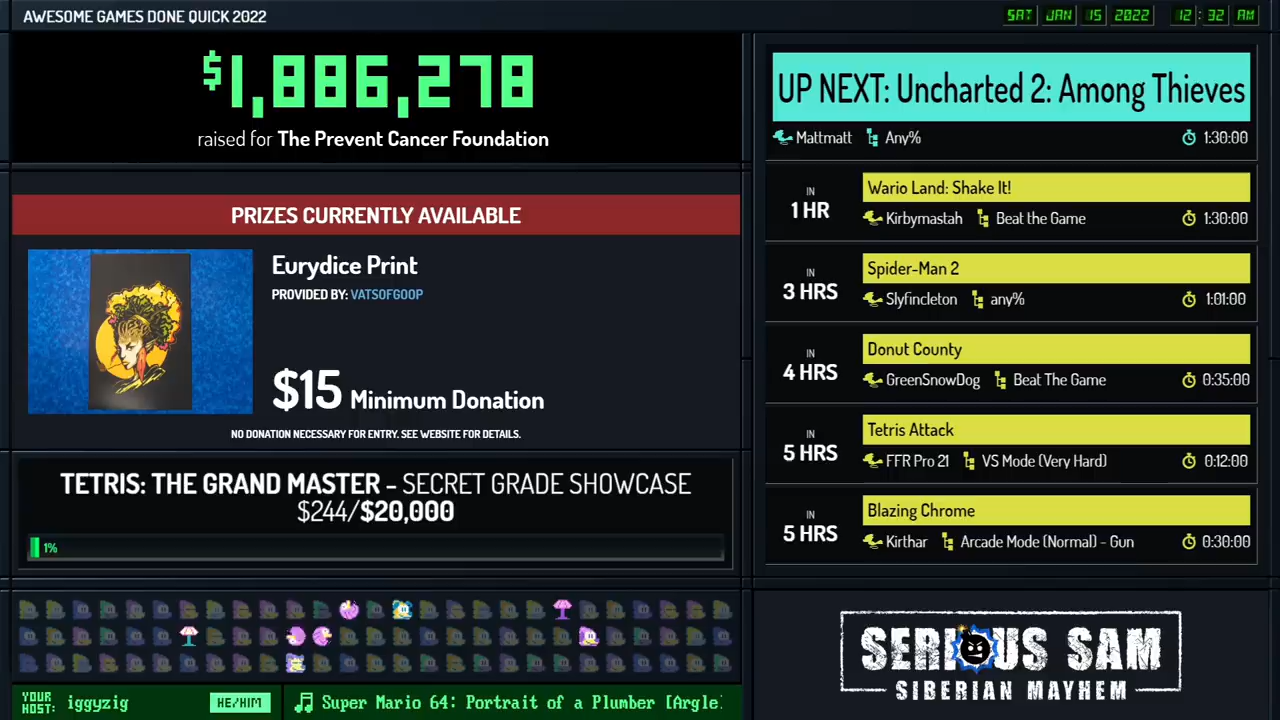 AWESOME GAMES DONE QUICK 2022
SAT JAN 15 2022 12:32 AM
$1,886,278
raised for The Prevent Cancer Foundation
PRIZES CURRENTLY AVAILABLE
Eurydice Print
PROVIDED BY: VATSOFGOOP
$15 Minimum Donation
NO DONATION NECESSARY FOR ENTRY. SEE WEBSITE FOR DETAILS.
TETRIS: THE GRAND MASTER - SECRET GRADE SHOWCASE
$244/$20,000
1%
YOUR HOST: iggyzig HE/HIM
Super Mario 64: Portrait of a Plumber [Argle
UP NEXT: Uncharted 2: Among Thieves
Mattmatt Any% 1:30:00
IN 1 HR
Wario Land: Shake It!
Kirbymastah Beat the Game 1:30:00
IN 3 HRS
Spider-Man 2
Slyfincleton any% 1:01:00
IN 4 HRS
Donut County
GreenSnowDog Beat The Game 0:35:00
IN 5 HRS
Tetris Attack
FFR Pro 21 VS Mode (Very Hard) 0:12:00
IN 5 HRS
Blazing Chrome
Kirthar Arcade Mode (Normal) - Gun 0:30:00
SERIOUS SAM
SIBERIAN MAYHEM